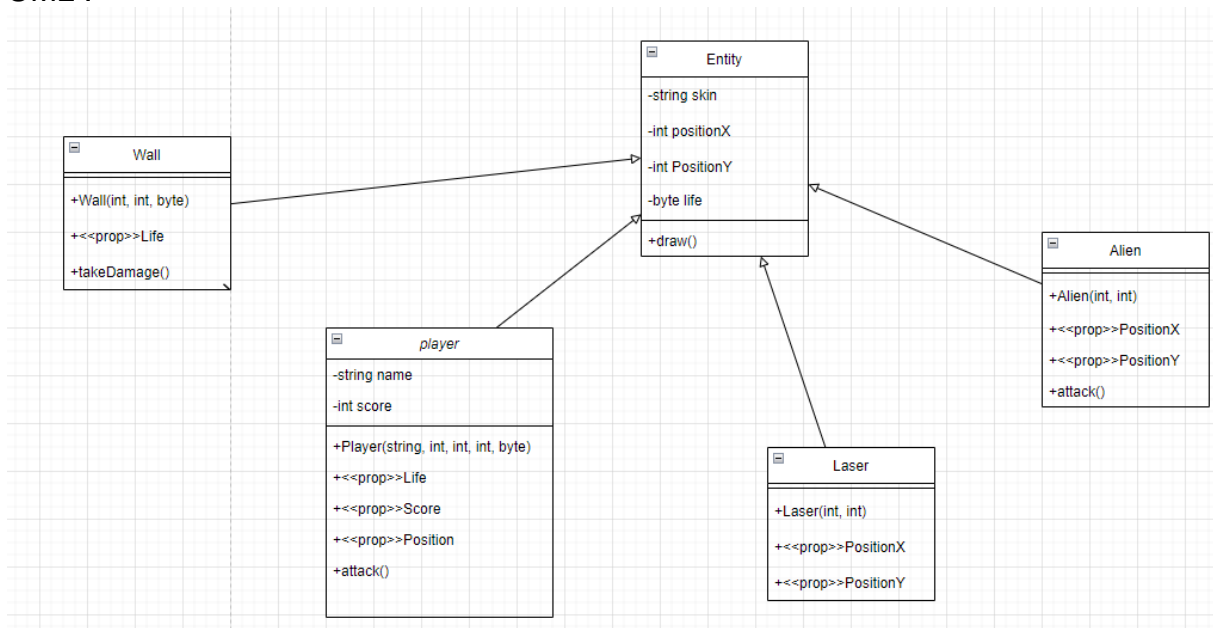 Entity
-string skin
-int positionX
-int PositionY
-byte life
+draw()
Wall
+Wall(int, int, byte)
+<<prop>>Life
+takeDamage()
Alien
+Alien(int, int)
+<<prop>>PositionX
+<<prop>>PositionY
+attack()
player
-string name
-int score
+Player(string, int, int, int, byte)
+<<prop>>Life
+<<prop>>Score
+<<prop>>Position
+attack()
Laser
+Laser(int, int)
+<<prop>>PositionX
+<<prop>>PositionY